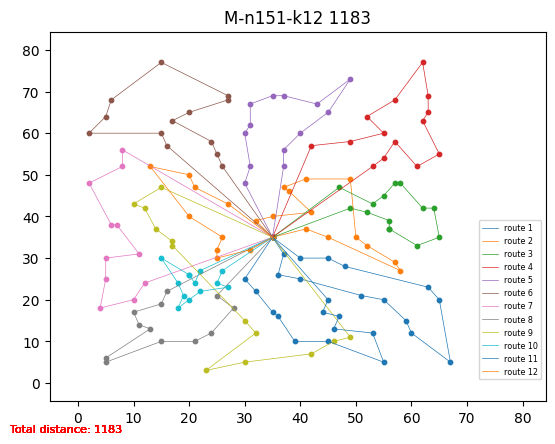 M-n151-k12 1183
80
70
60
50
40
30
20
10
0
route 1
route 2
route 3
route 4
route 5
route 6
route 7
route 8
route 9
route 10
route 11
route 12
0 10 20 30 40 50 60 70 80
Total distance: 1183